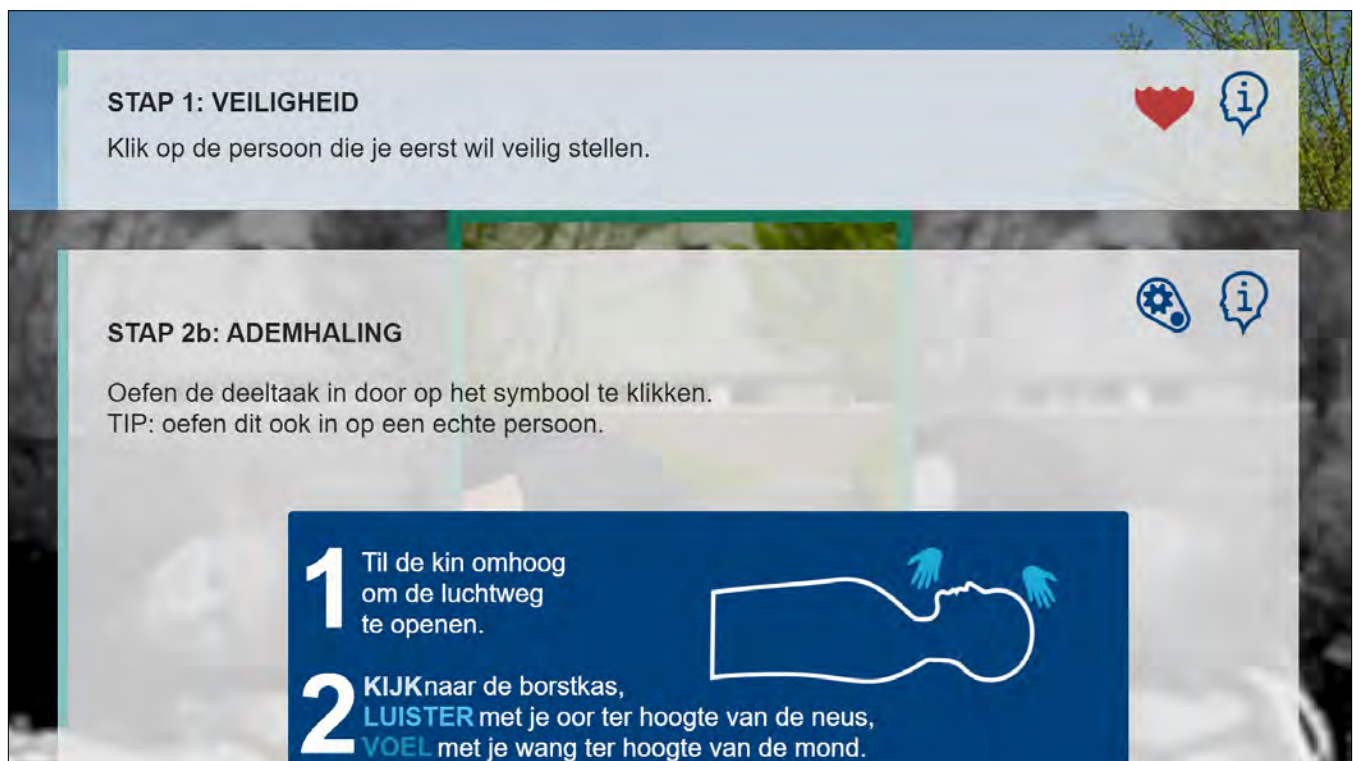 STAP 1: VEILIGHEID
Klik op de persoon die je eerst wil veilig stellen.
i
STAP 2b: ADEMHALING
i
Oefen de deeltaak in door op het symbool te klikken.
TIP: oefen dit ook in op een echte persoon.
1 Til de kin omhoog
om de luchtweg
te openen.
2 KIJKnaar de borstkas,
LUISTER met je oor ter hoogte van de neus,
VOEL met je wang ter hoogte van de mond.